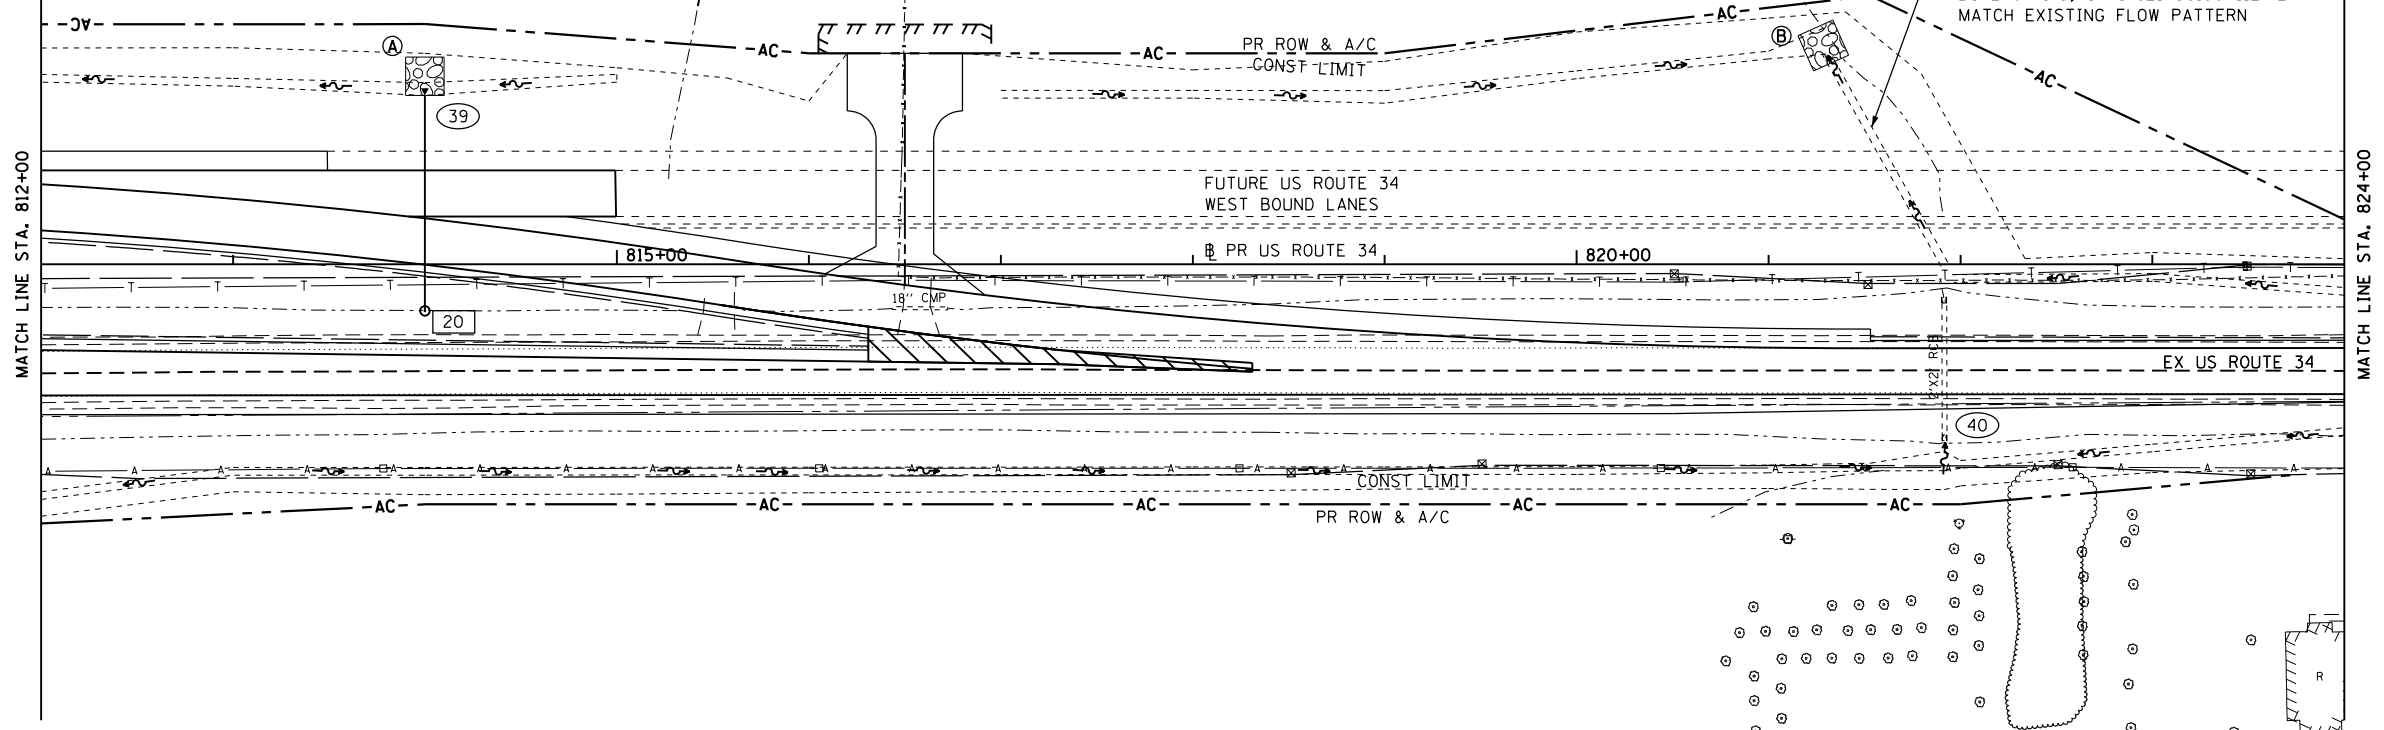 MATCH EXISTING FLOW PATTERN
AC
AC
AC
AC
AC
A
B
PR ROW & A/C
CONST LIMIT
39
MATCH LINE STA. 812+00
MATCH LINE STA. 824+00
FUTURE US ROUTE 34
WEST BOUND LANES
815+00
PR US ROUTE 34
820+00
18" CMP
20
EX US ROUTE 34
40
CONST LIMIT
AC
AC
AC
AC
AC
PR ROW & A/C
R